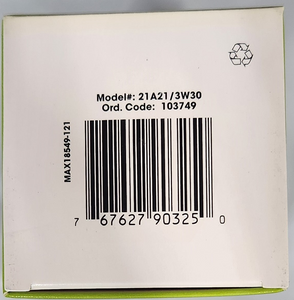 Model#: 21A21/3W30
Ord. Code: 103749
MAX18549-121
7 67627 90325 0